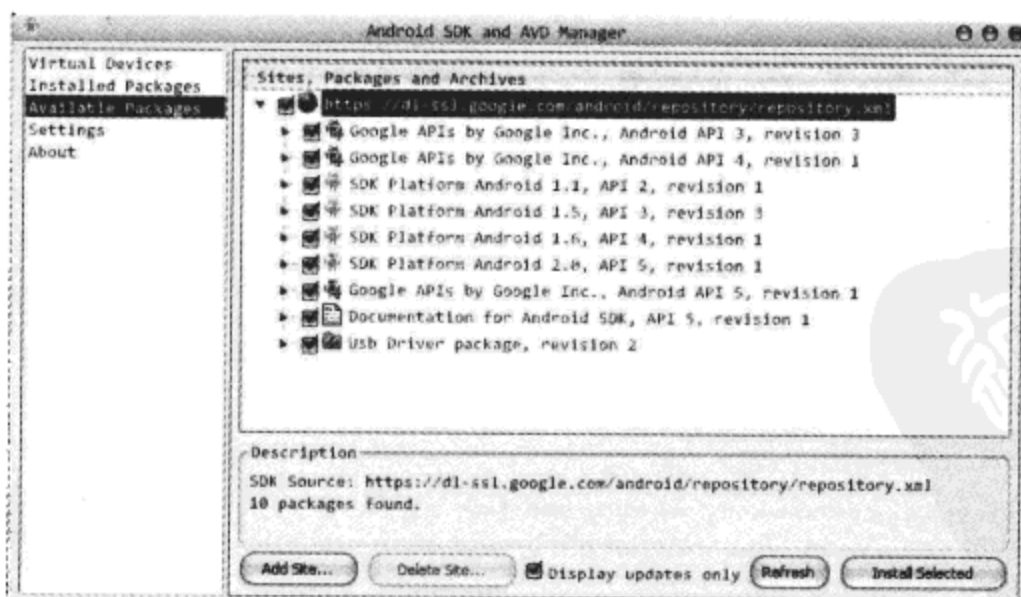 Android SDK and AVD Manager
Virtual Devices
Installed Packages
Available Packages
Settings
About
Sites, Packages and Archives
https://dl-ssl.google.com/android/repository/repository.xml
Google APIs by Google Inc., Android API 3, revision 3
Google APIs by Google Inc., Android API 4, revision 1
SDK Platform Android 1.1, API 2, revision 1
SDK Platform Android 1.5, API 3, revision 3
SDK Platform Android 1.6, API 4, revision 1
SDK Platform Android 2.0, API 5, revision 1
Google APIs by Google Inc., Android API 5, revision 1
Documentation for Android SDK, API 5, revision 1
Usb Driver package, revision 2
Description
SDK Source: https://dl-ssl.google.com/android/repository/repository.xml
10 packages found.
Add Site...
Delete Site...
Display updates only
Refresh
Install Selected